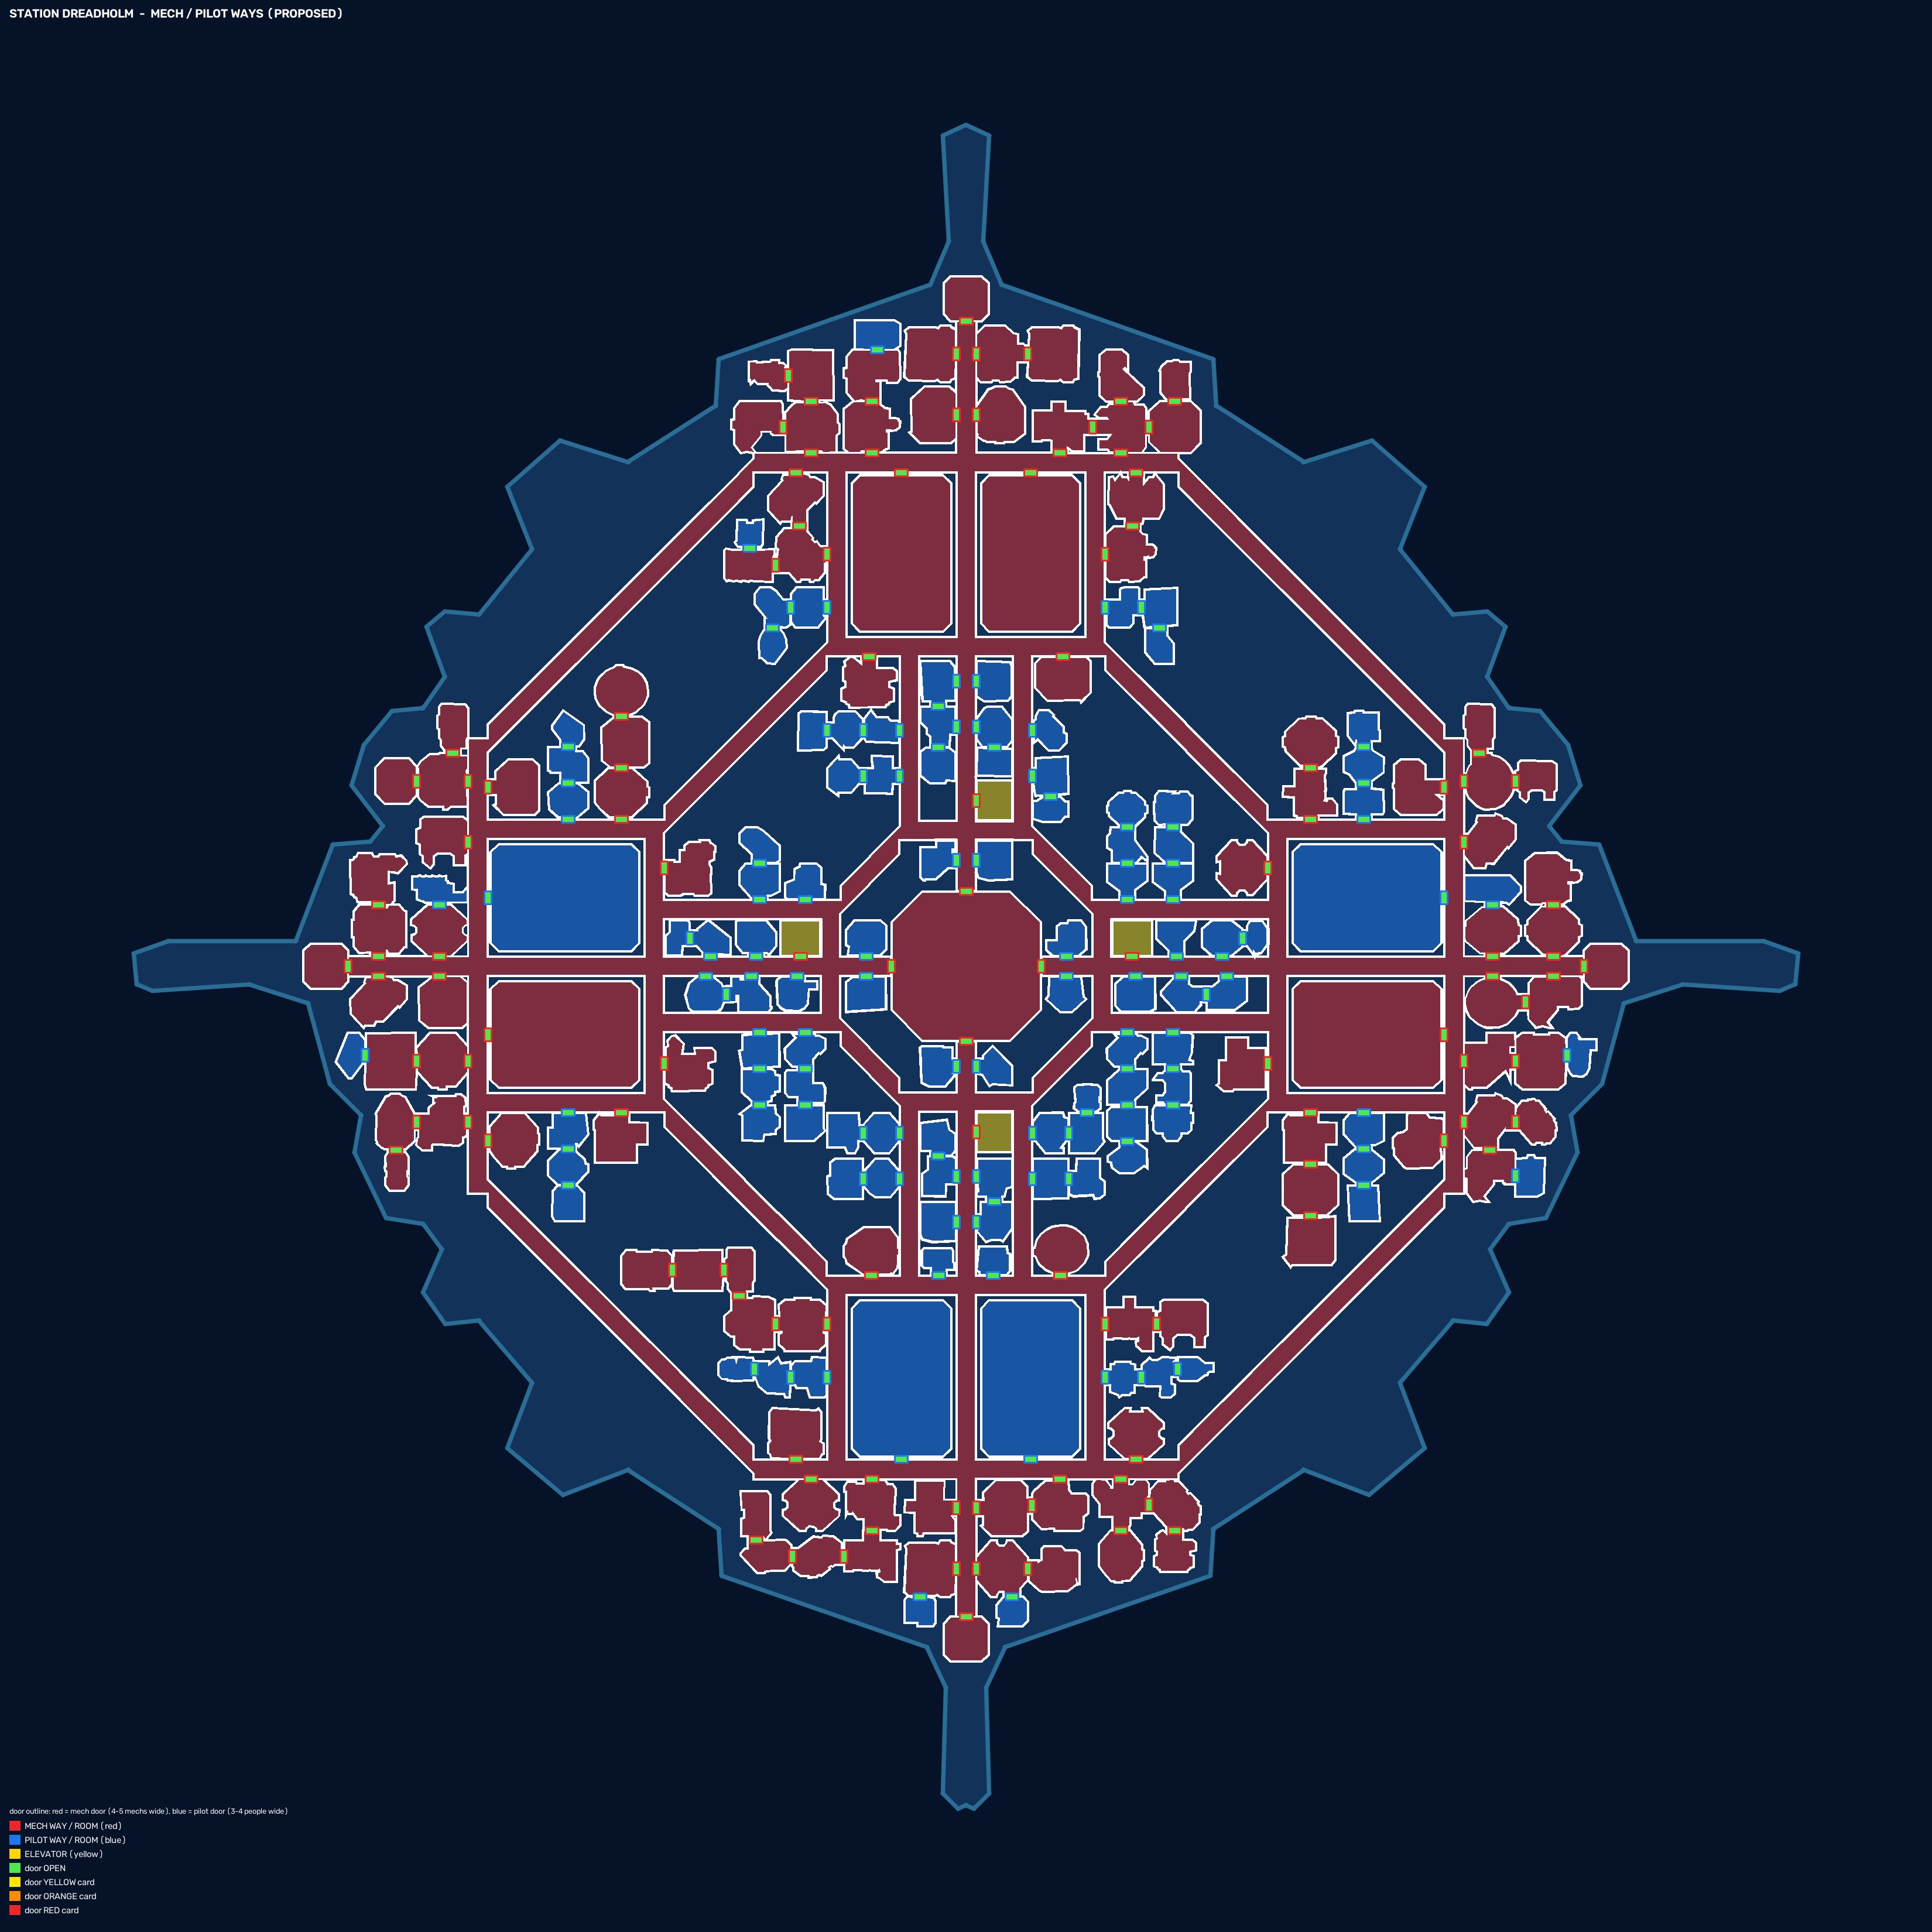 STATION DREADHOLM - MECH / PILOT WAYS (PROPOSED)
door outline: red = mech door (4-5 mechs wide), blue = pilot door (3-4 people wide)
MECH WAY / ROOM (red)
PILOT WAY / ROOM (blue)
ELEVATOR (yellow)
door OPEN
door YELLOW card
door ORANGE card
door RED card